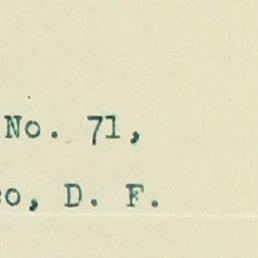 No. 71,
o, D. F.